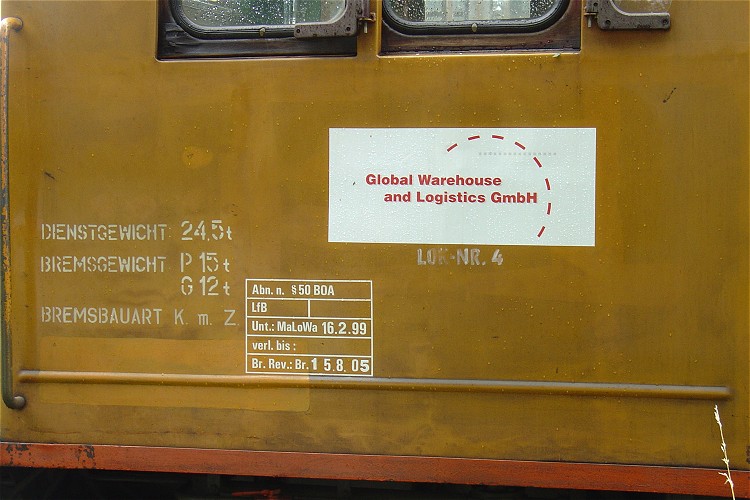 Global Warehouse
and Logistics GmbH
LOK-NR. 4
DIENSTGEWICHT: 24,5t
BREMSGEWICHT P 15t
G 12t
BREMSBAUART K. m. Z.
Abn. n. §50 BOA
LfB
Unt.: MaLoWa 16.2.99
verl. bis :
Br. Rev.: Br. 1 5.8.05